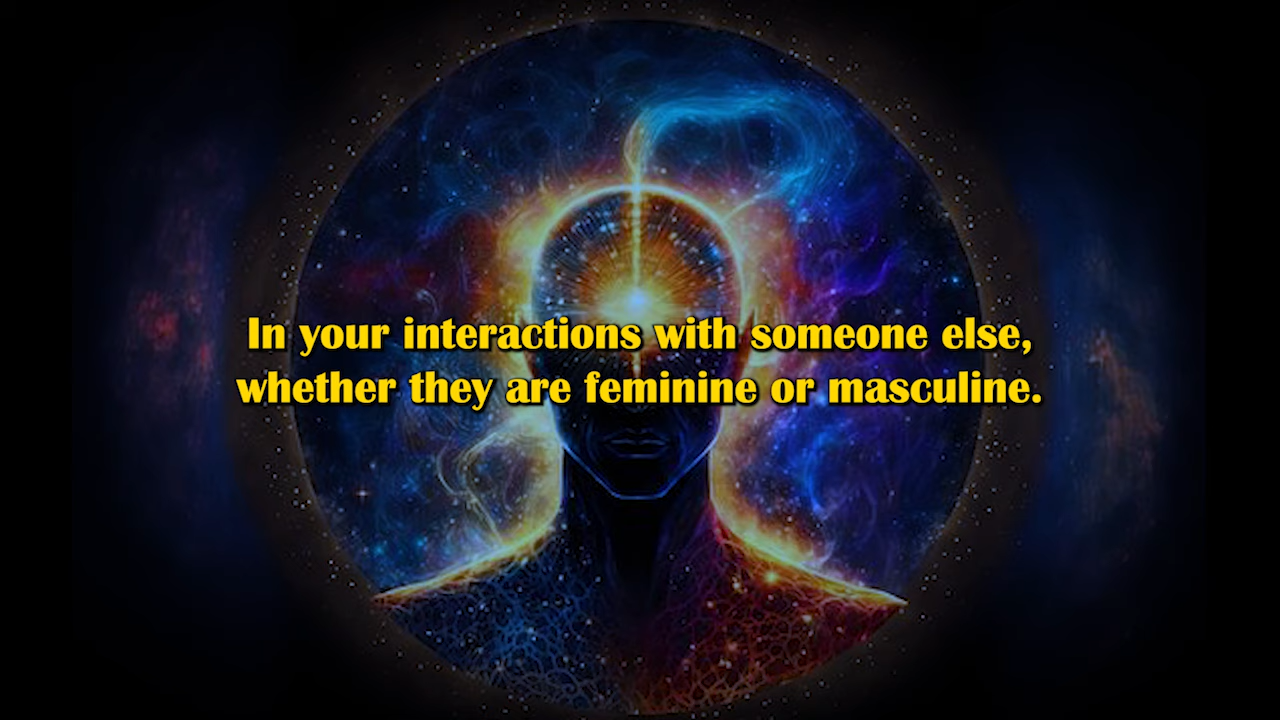 In your interactions with someone else,
whether they are feminine or masculine.